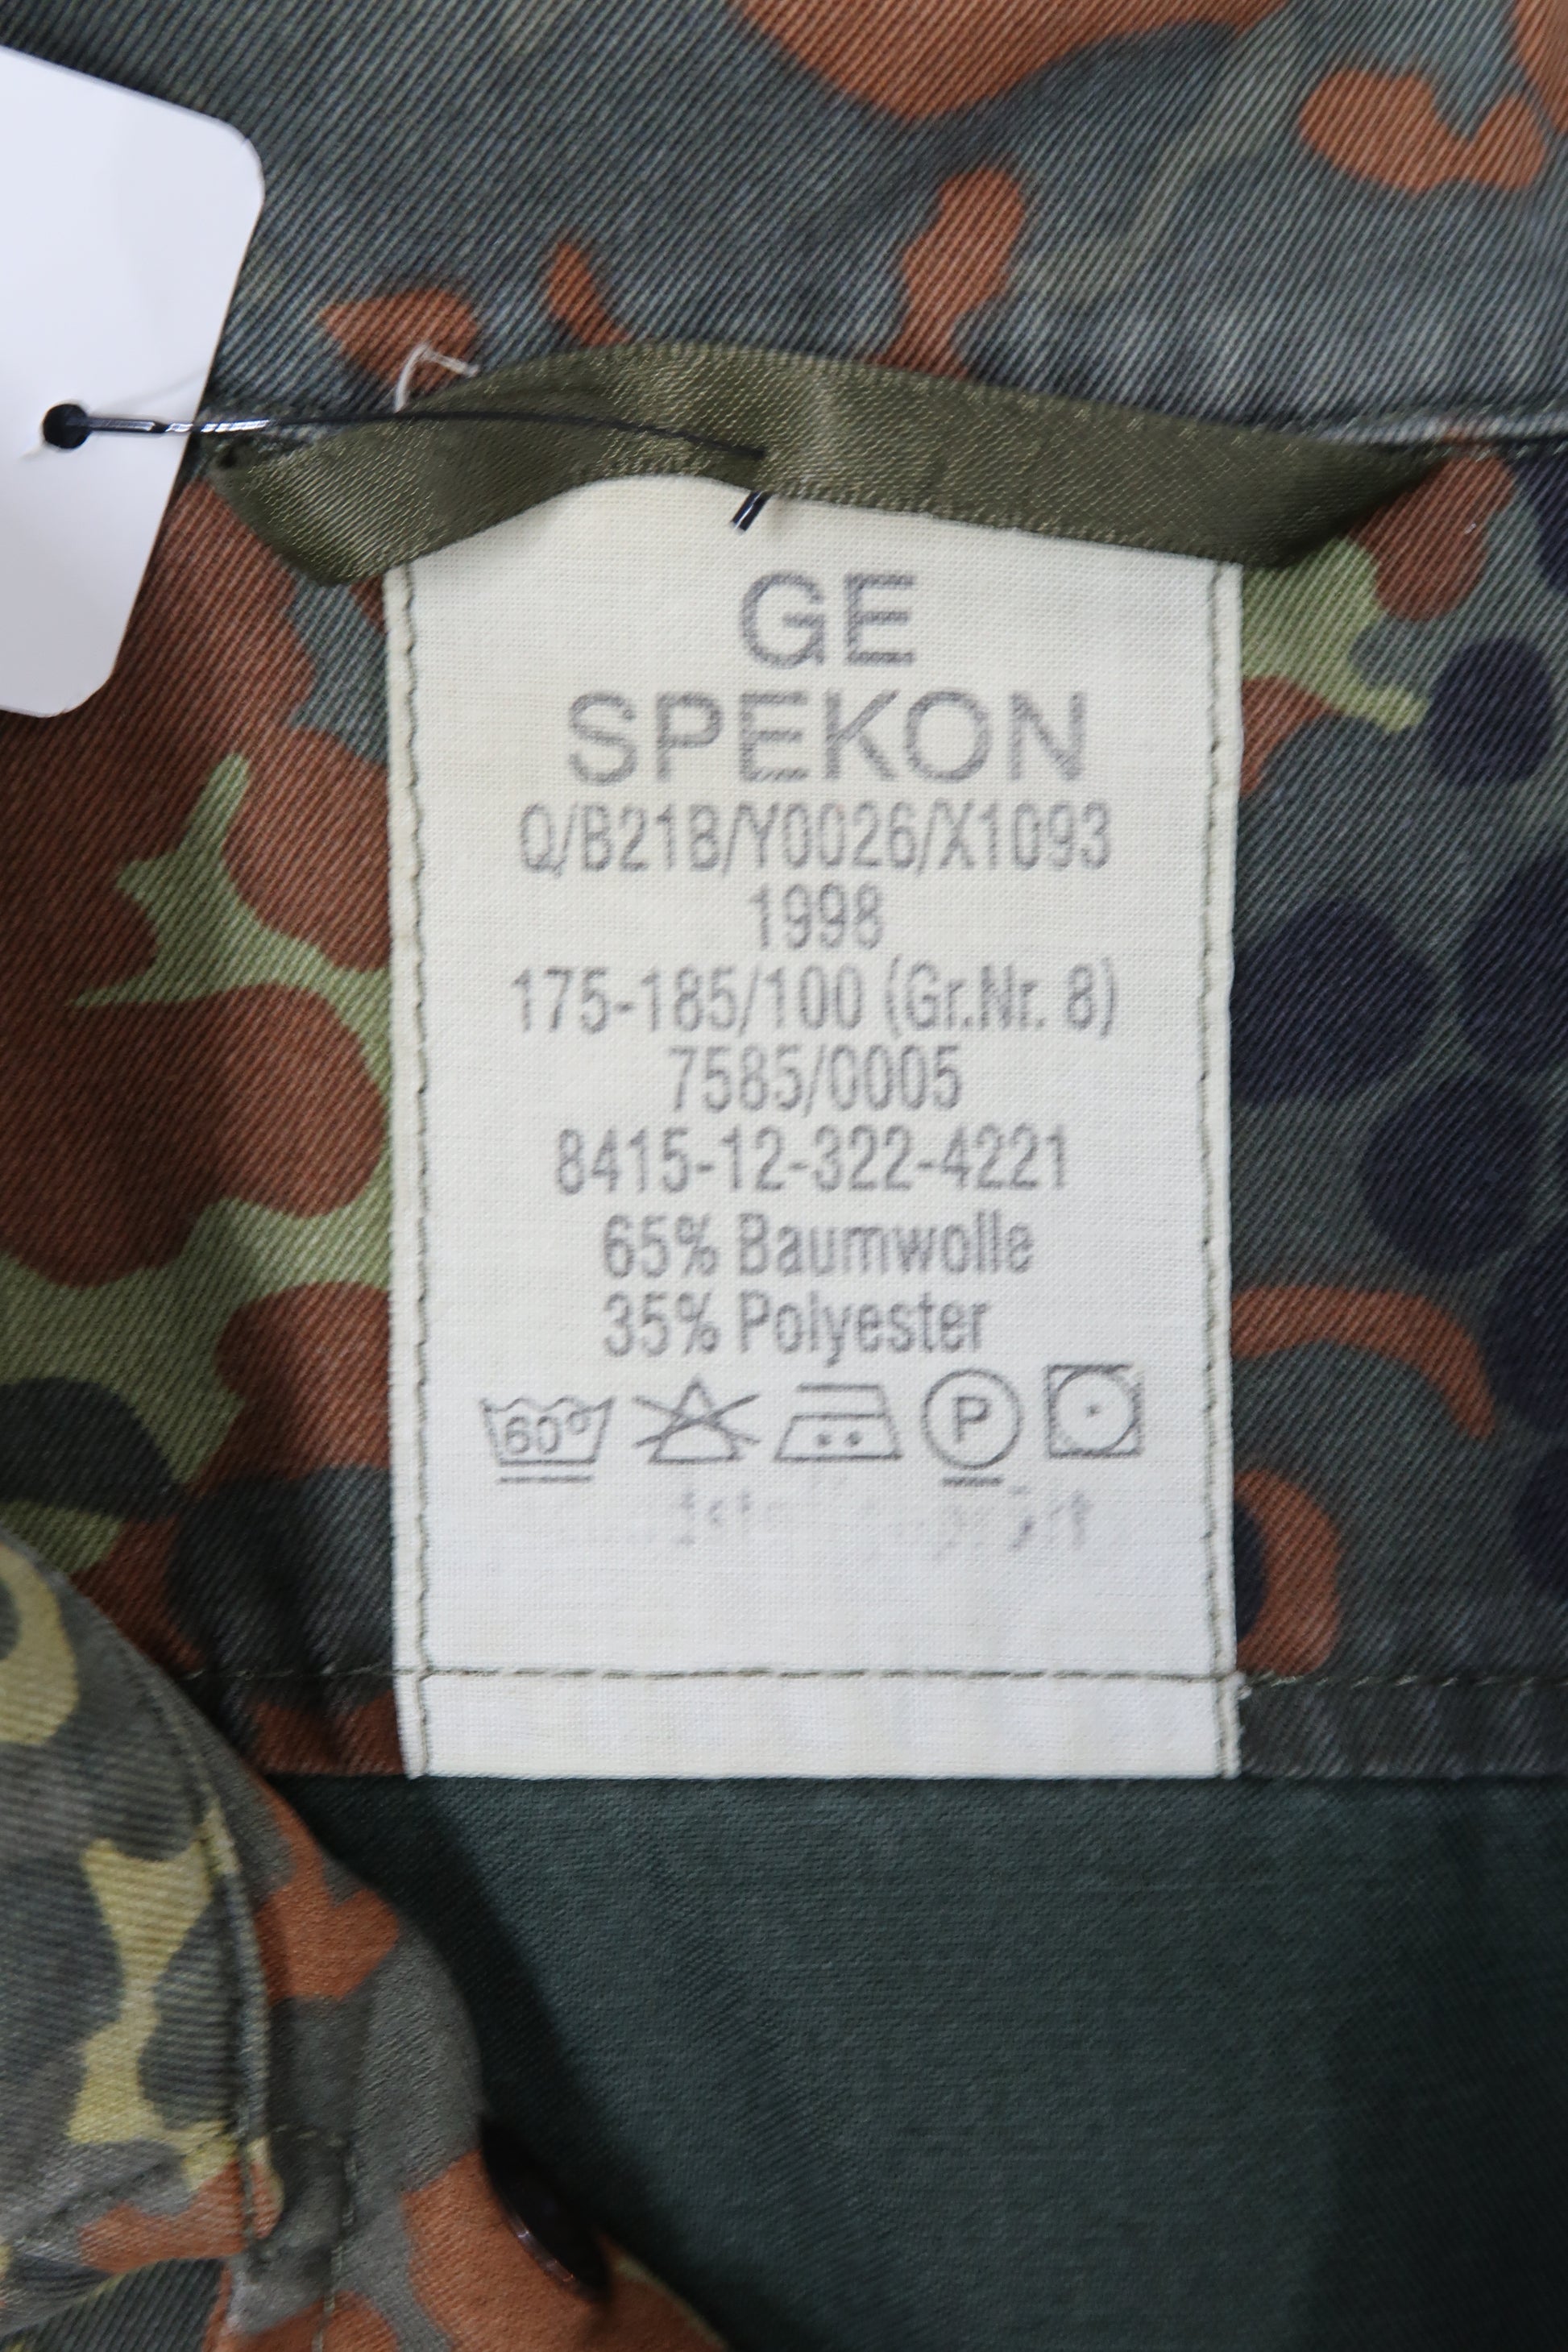 GE
SPEKON
Q/B21B/Y0026/X1093
1998
175-185/100 (Gr.Nr. 8)
7585/0005
8415-12-322-4221
65% Baumwolle
35% Polyester
60° P